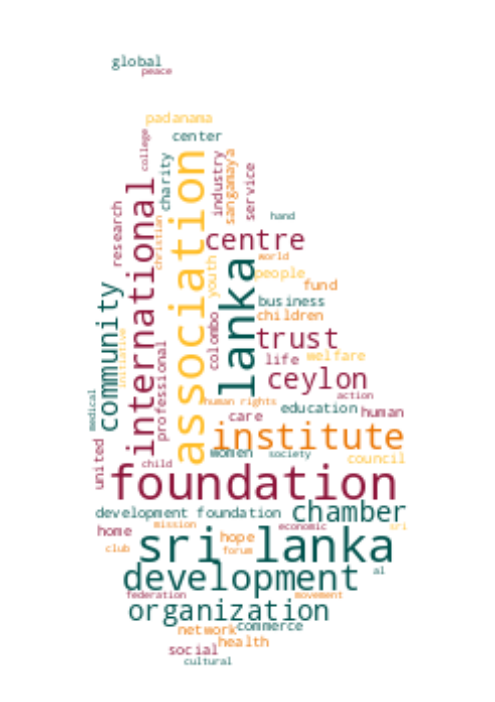 global
peace
padanama
center
college
charity
association
industry
sangamaya
service
international
research
christian
hand
centre
world
youth
lanka
people
fund
community
business
children
colombo
initiative
trust
professional
life
welfare
ceylon
action
medical
human rights
education
human
care
institute
united
women
society
council
child
foundation
development foundation
chamber
mission
economic
sri
home
hope
sri lanka
club
forum
development
al
federation
movement
organization
network
commerce
health
social
cultural